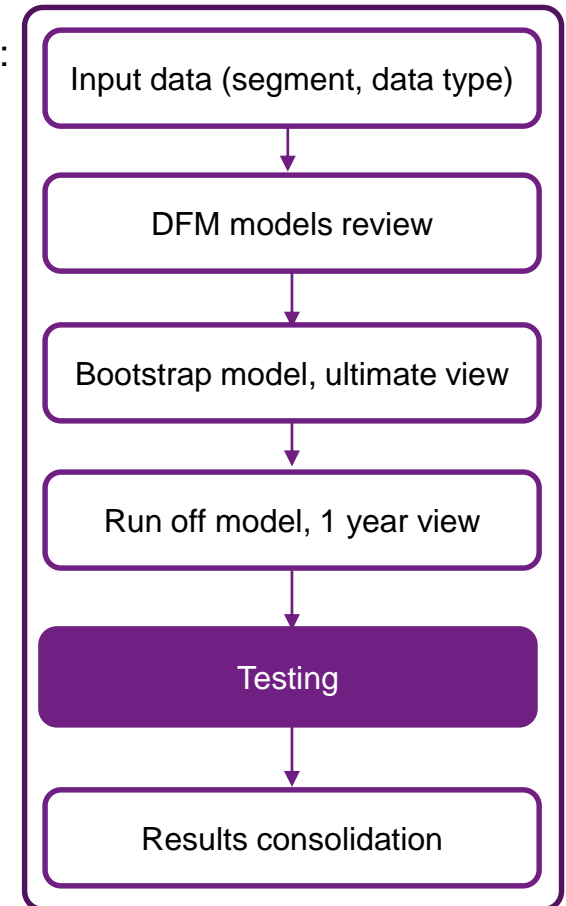 :
Input data (segment, data type)
DFM models review
Bootstrap model, ultimate view
Run off model, 1 year view
Testing
Results consolidation